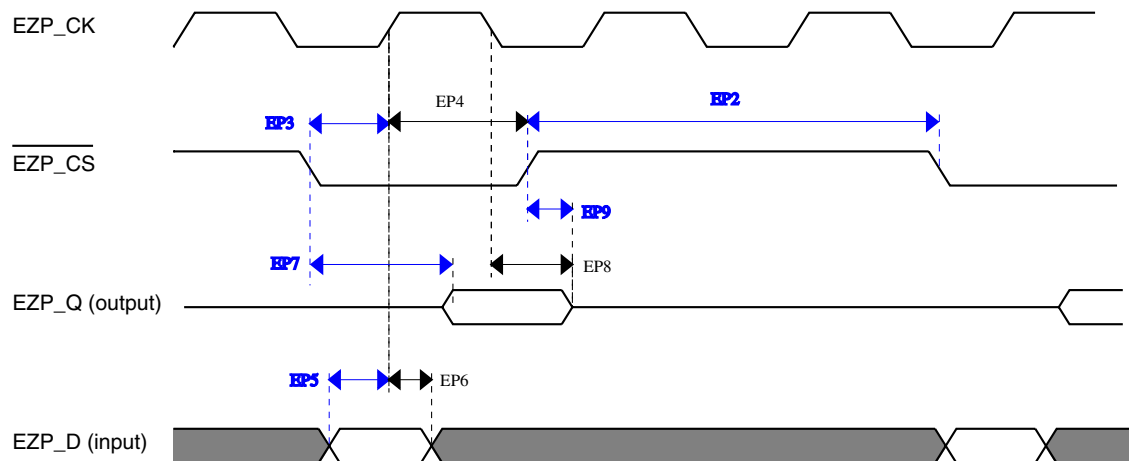 EZP_CK
EP4
EP2
EP3
EZP_CS
EP9
EP7
EP8
EZP_Q (output)
EP5
EP6
EZP_D (input)